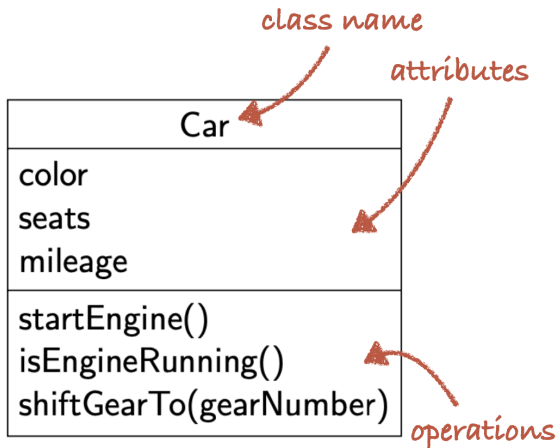 class name
attributes
Car
color
seats
mileage
startEngine()
isEngineRunning()
shiftGearTo(gearNumber)
operations